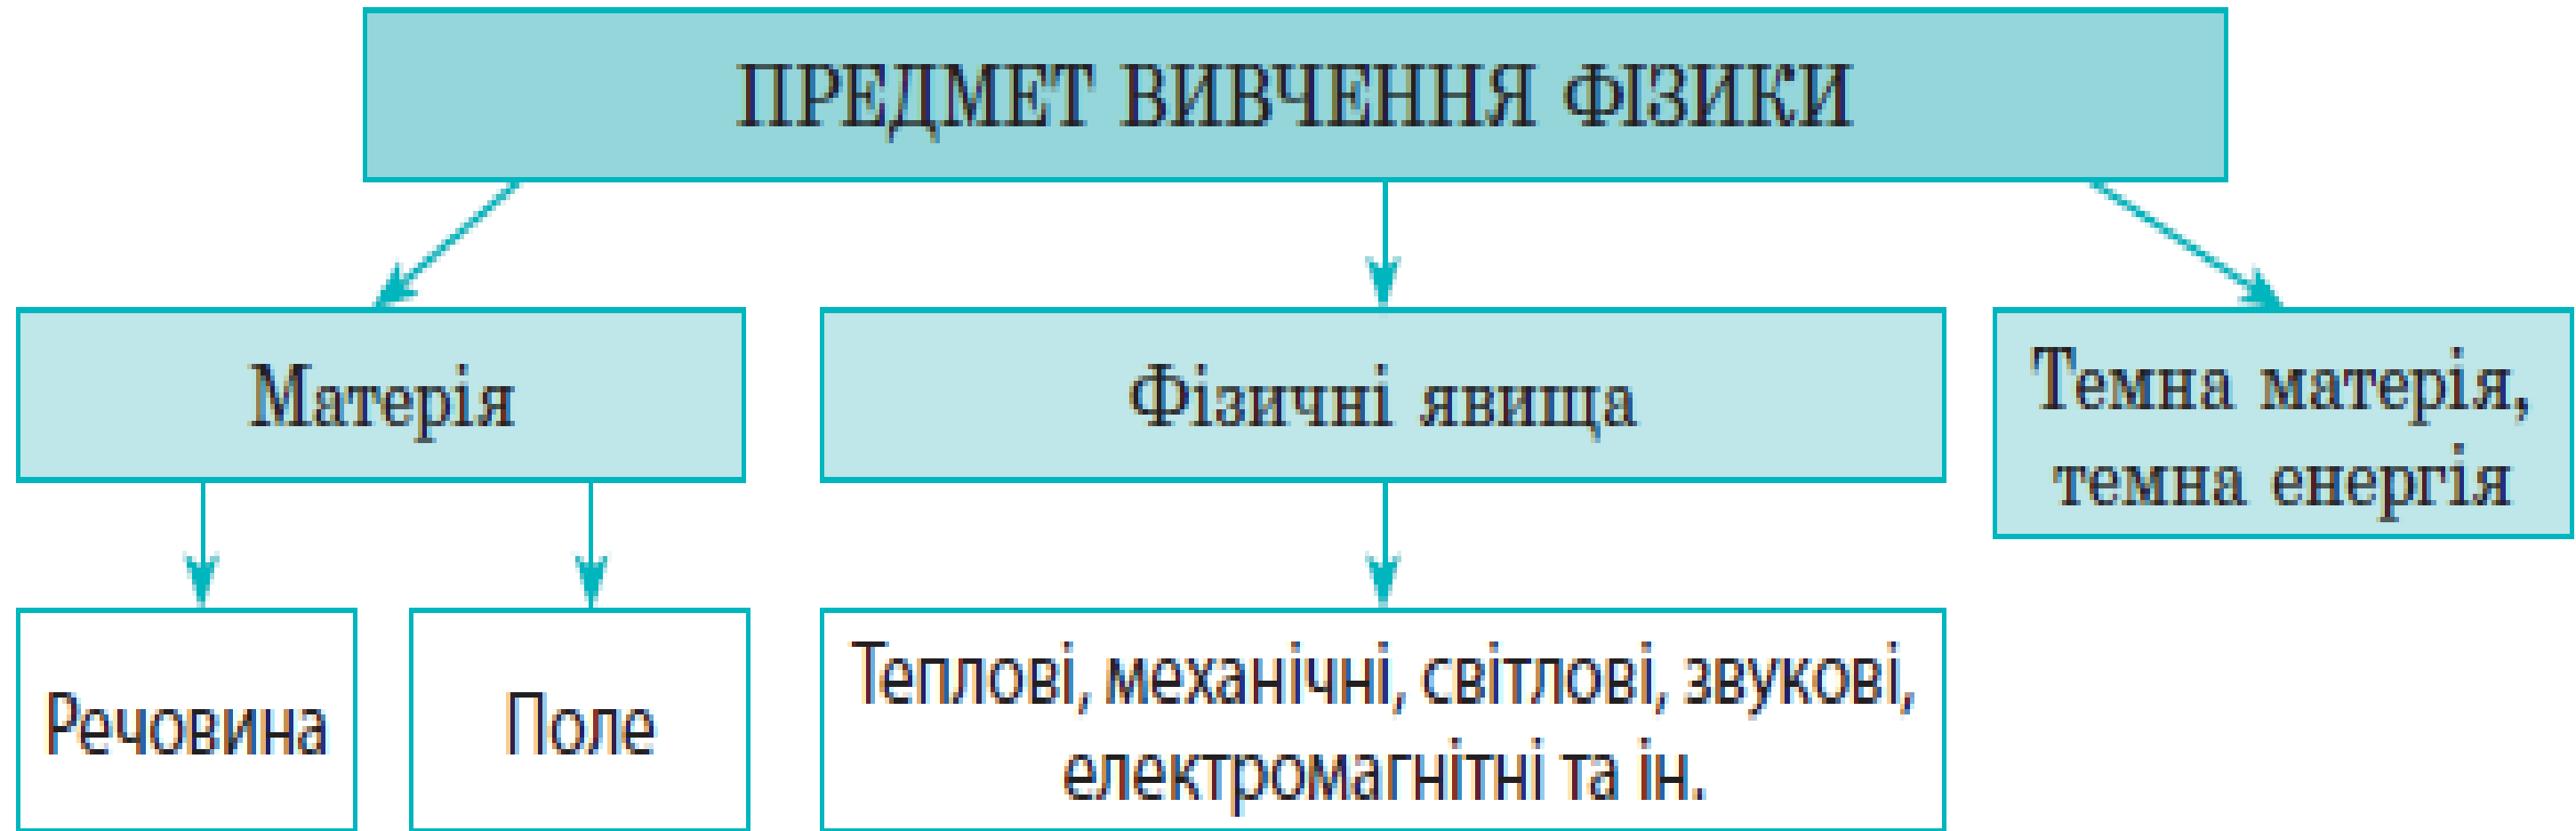 ПРЕДМЕТ ВИВЧЕННЯ ФІЗИКИ
Матерія
Фізичні явища
Темна матерія,
темна енергія
Речовина
Поле
Теплові, механічні, світлові, звукові,
електромагнітні та ін.